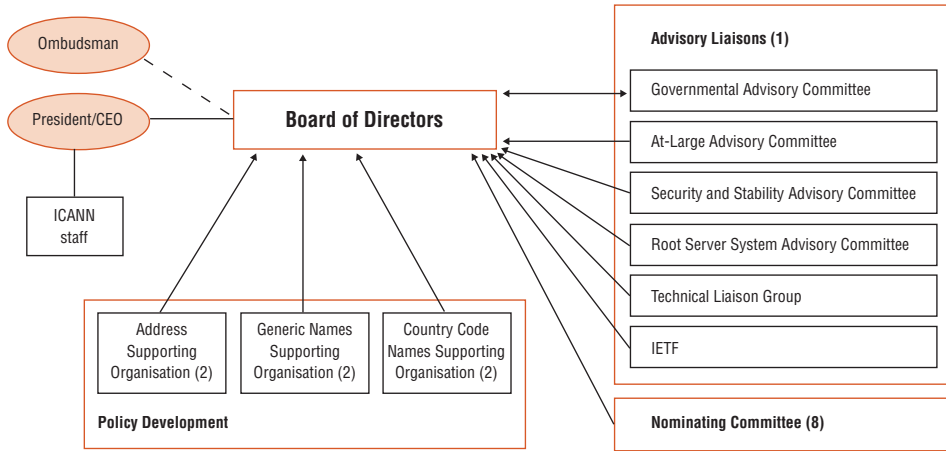 Ombudsman
President/CEO
ICANN
staff
Board of Directors
Advisory Liaisons (1)
Governmental Advisory Committee
At-Large Advisory Committee
Security and Stability Advisory Committee
Root Server System Advisory Committee
Technical Liaison Group
IETF
Address
Supporting
Organisation (2)
Generic Names
Supporting
Organisation (2)
Country Code
Names Supporting
Organisation (2)
Policy Development
Nominating Committee (8)